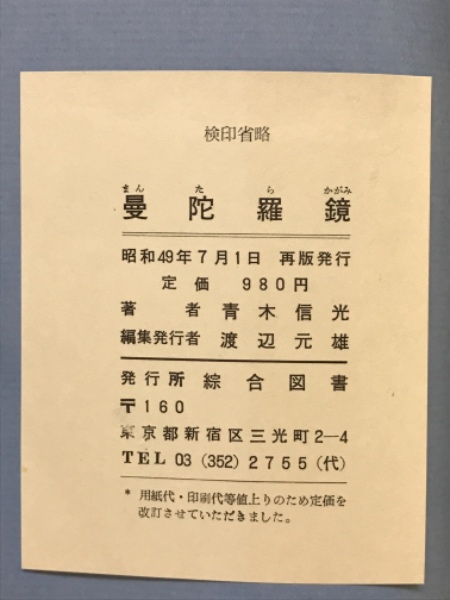 検印省略
まん た ら かがみ
曼陀羅鏡
昭和49年7月1日 再版発行
定価 980円
著者 青木信光
編集発行者 渡辺元雄
発行所 綜合図書
〒160
東京都新宿区三光町2―4
TEL 03 (352) 2755 (代)
* 用紙代・印刷代等値上りのため定価を
改訂させていただきました。